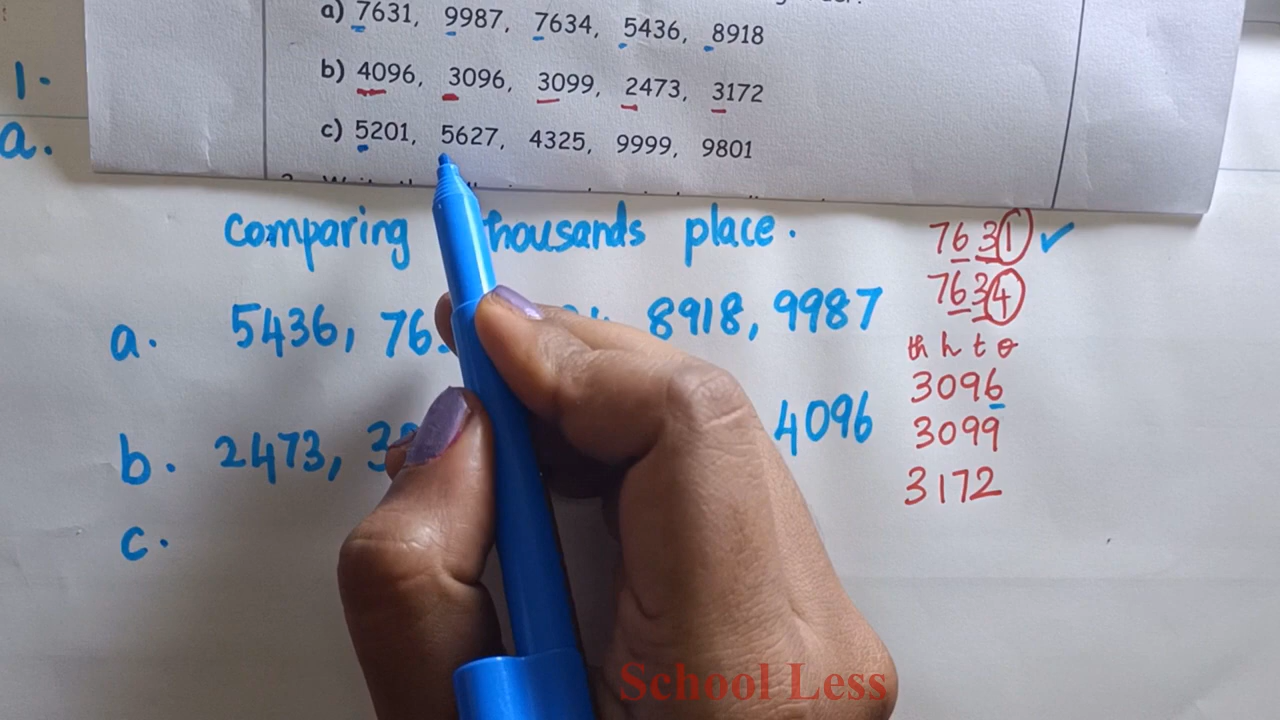 a) 7631, 9987, 7634, 5436, 8918
b) 4096, 3096, 3099, 2473, 3172
c) 5201, 5627, 4325, 9999, 9801
1.
a.
Comparing thousands place.
7631 ✓
7634
a. 5436, 8918, 9987
th h t o
3096
b. 2473, 4096
3099
3172
c.
School Less